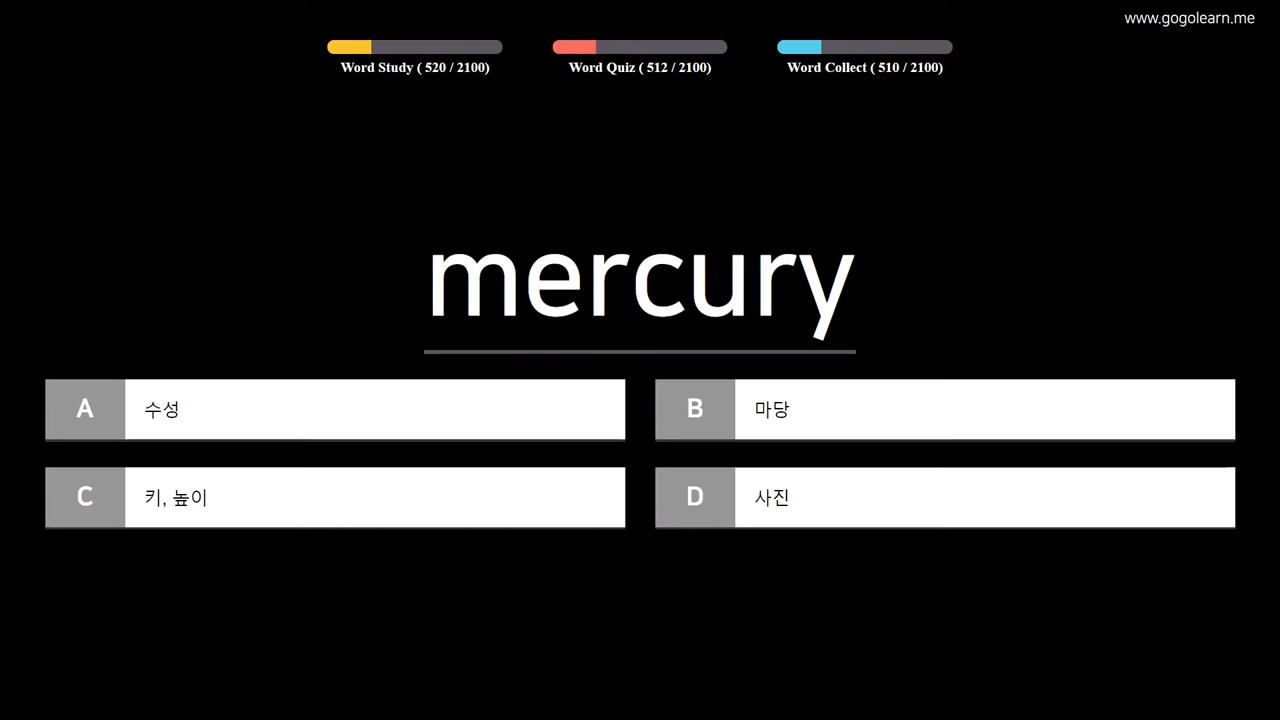 www.gogolearn.me
Word Study ( 520 / 2100)
Word Quiz ( 512 / 2100)
Word Collect ( 510 / 2100)
mercury
A 수성
B 마당
C 키, 높이
D 사진